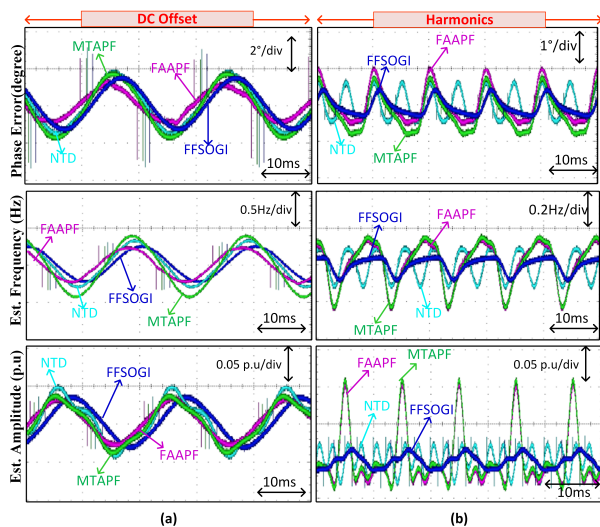 DC Offset
Harmonics
Phase Error(degree)
MTAPF
FAAPF
2°/div
NTD
FFSOGI
10ms
FFSOGI
FAAPF
1°/div
NTD
MTAPF
10ms
Est. Frequency (Hz)
FAAPF
0.5Hz/div
NTD
FFSOGI
MTAPF
10ms
FFSOGI
FAAPF
0.2Hz/div
NTD
MTAPF
10ms
Est. Amplitude (p.u)
NTD
FFSOGI
0.05 p.u/div
MTAPF
FAAPF
10ms
MTAPF
FAAPF
0.05 p.u/div
NTD
FFSOGI
10ms
(a)
(b)